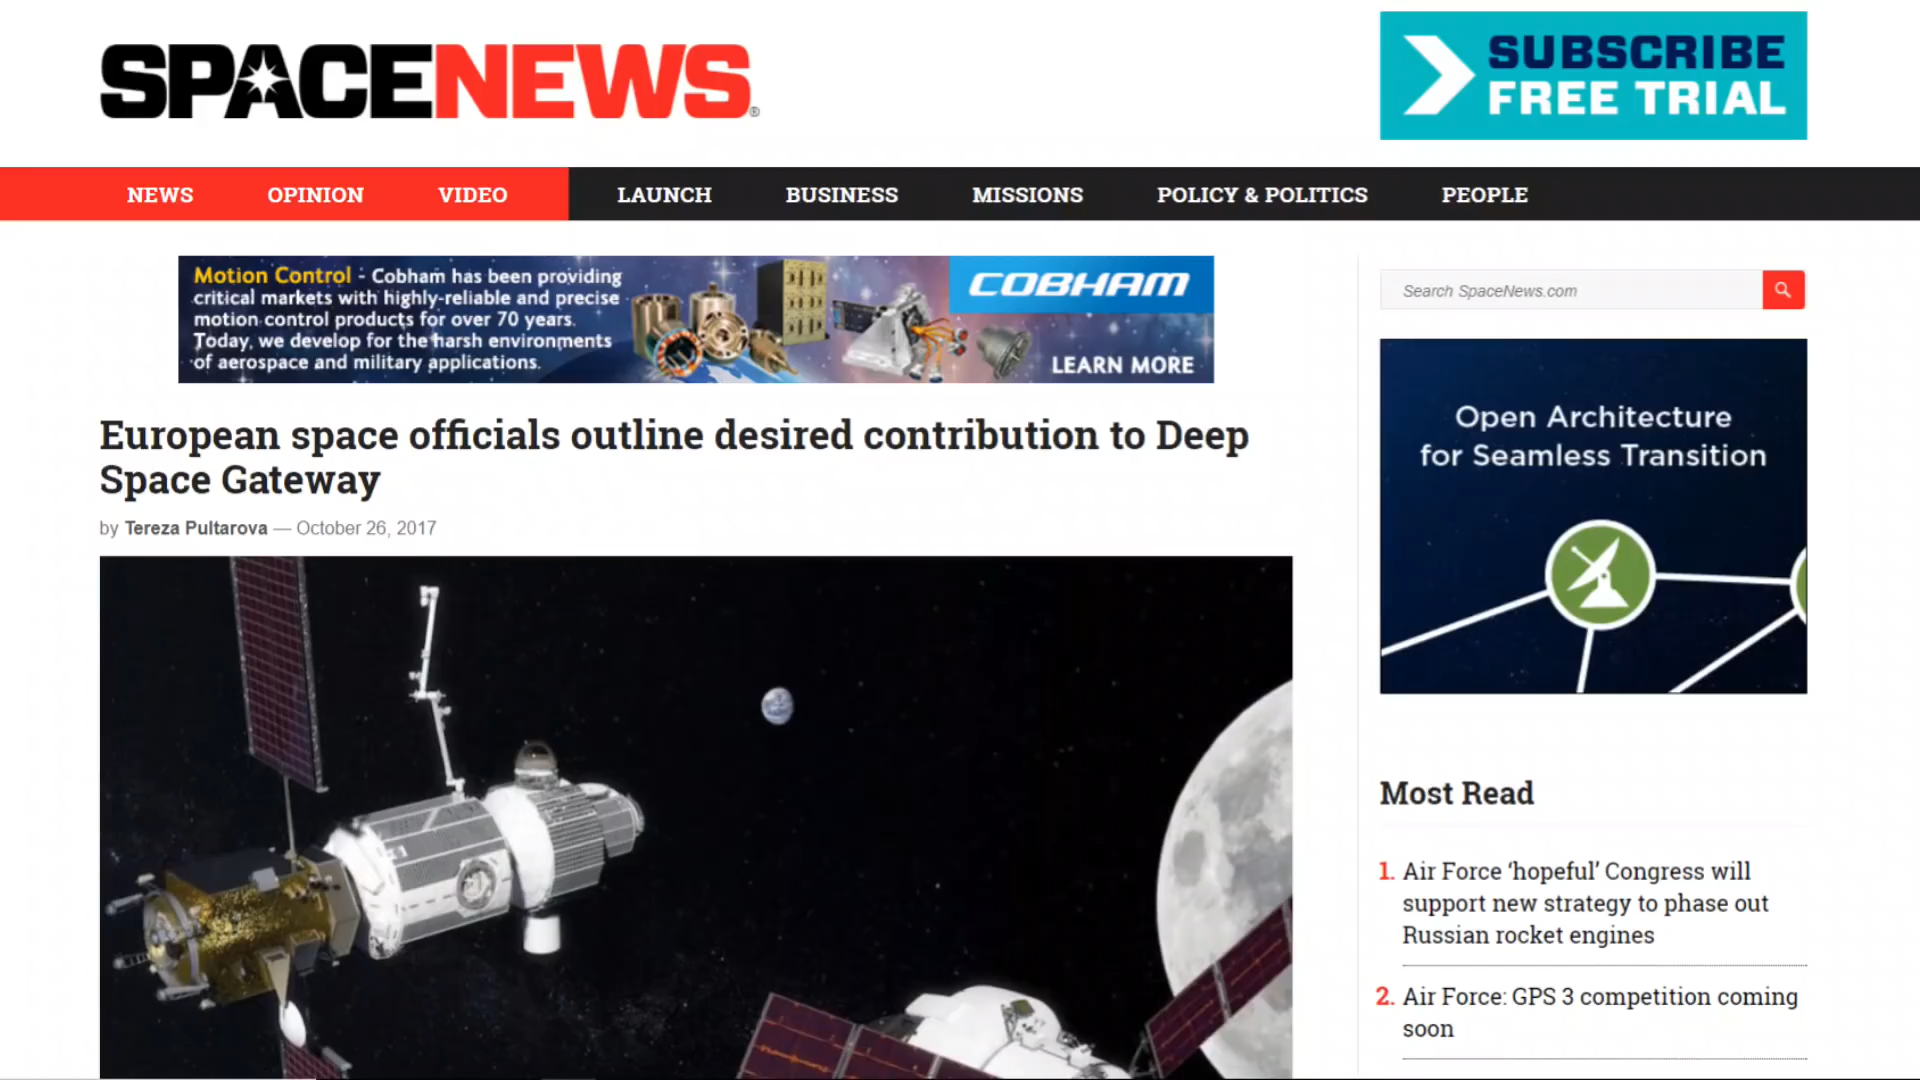 SPACENEWS®
SUBSCRIBE
FREE TRIAL
NEWS OPINION VIDEO LAUNCH BUSINESS MISSIONS POLICY & POLITICS PEOPLE
Motion Control - Cobham has been providing
critical markets with highly-reliable and precise
motion control products for over 70 years.
Today, we develop for the harsh environments
of aerospace and military applications.
COBHAM
LEARN MORE
Search SpaceNews.com
European space officials outline desired contribution to Deep
Space Gateway
by Tereza Pultarova — October 26, 2017
Open Architecture
for Seamless Transition
Most Read
1. Air Force ‘hopeful’ Congress will
support new strategy to phase out
Russian rocket engines
2. Air Force: GPS 3 competition coming
soon